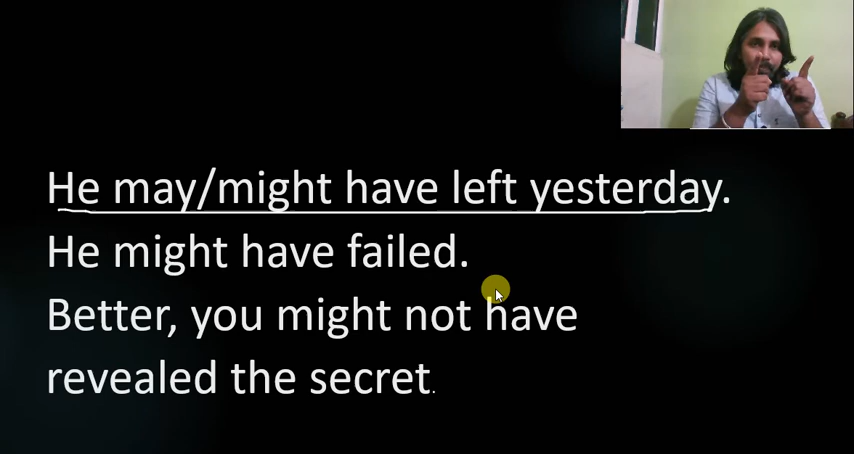 He may/might have left yesterday.
He might have failed.
Better, you might not have
revealed the secret.